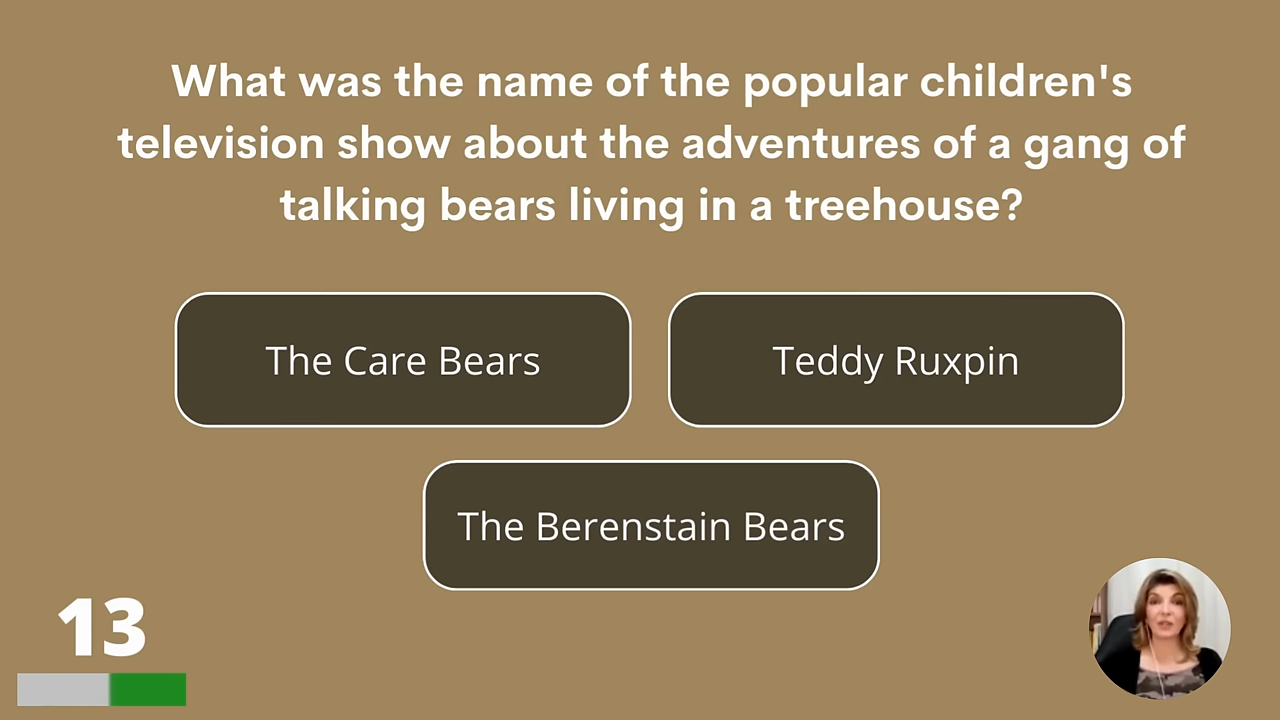 What was the name of the popular children's
television show about the adventures of a gang of
talking bears living in a treehouse?
The Care Bears
Teddy Ruxpin
The Berenstain Bears
13